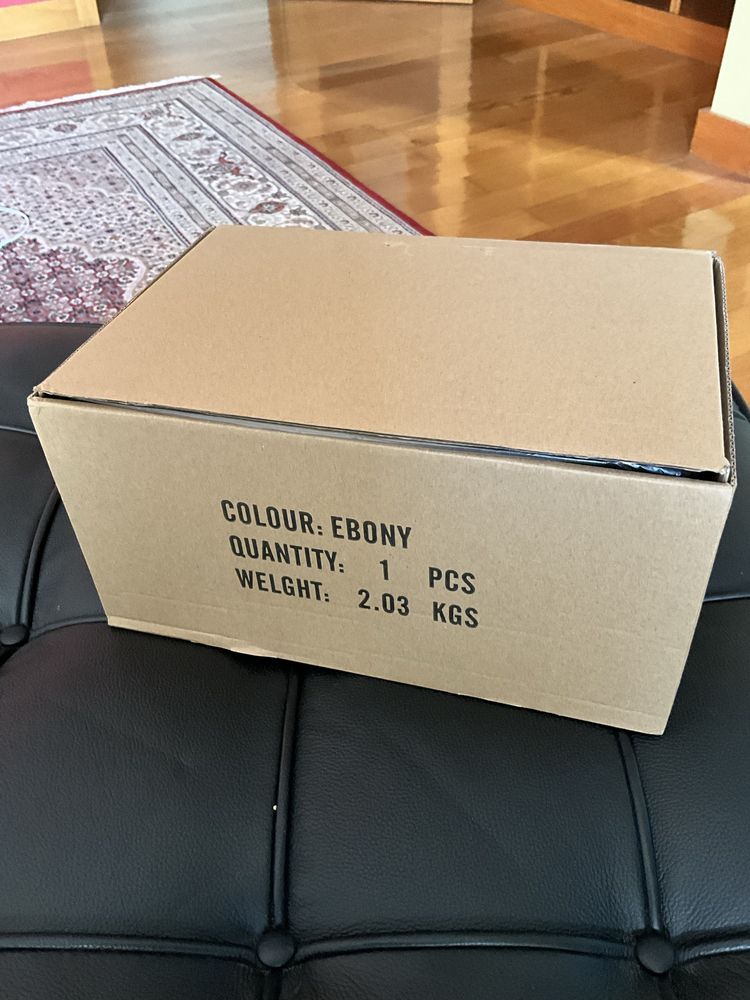 COLOUR: EBONY
QUANTITY: 1 PCS
WELGHT: 2.03 KGS